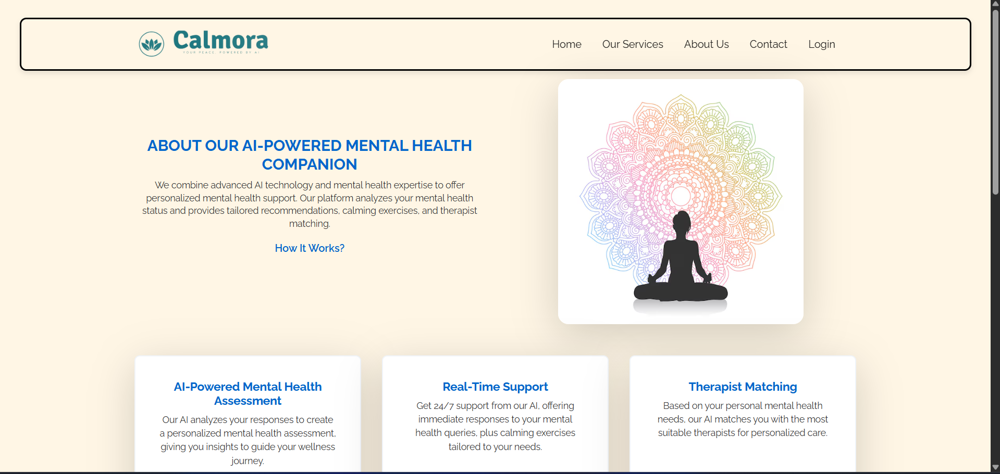 Calmora
YOUR PEACE. POWERED BY AI
Home
Our Services
About Us
Contact
Login
ABOUT OUR AI-POWERED MENTAL HEALTH
COMPANION
We combine advanced AI technology and mental health expertise to offer
personalized mental health support. Our platform analyzes your mental health
status and provides tailored recommendations, calming exercises, and therapist
matching.
How It Works?
AI-Powered Mental Health
Assessment
Our AI analyzes your responses to create
a personalized mental health assessment,
giving you insights to guide your wellness
journey.
Real-Time Support
Get 24/7 support from our AI, offering
immediate responses to your mental
health queries, plus calming exercises
tailored to your needs.
Therapist Matching
Based on your personal mental health
needs, our AI matches you with the most
suitable therapists for personalized care.